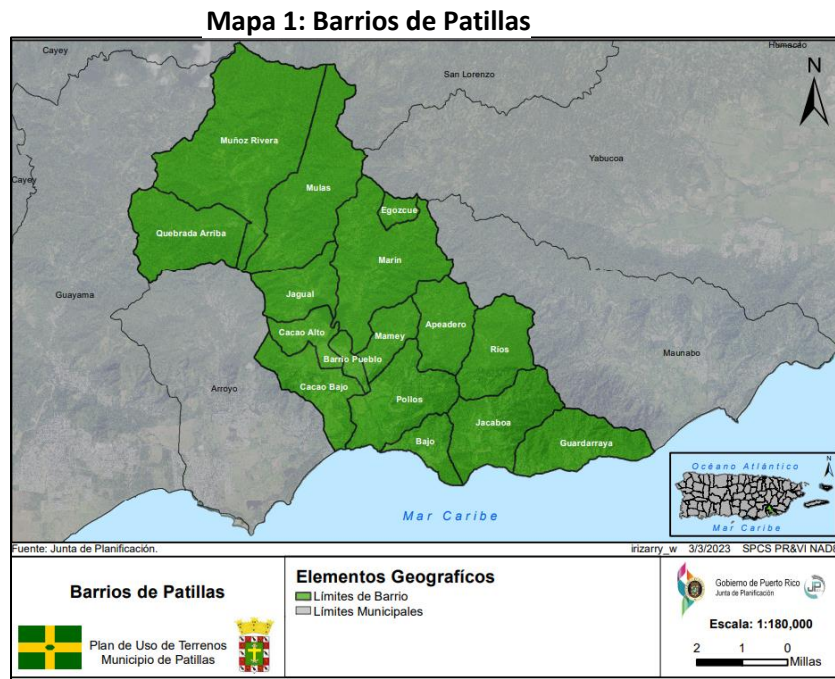 Mapa 1: Barrios de Patillas
Cayey
San Lorenzo
Humacao
N
Muñoz Rivera
Yabucoa
Cayey
Mulas
Egozcue
Quebrada Arriba
Marin
Guayama
Jagual
Apeadero
Cacao Alto
Mamey
Rios
Barrio Pueblo
Maunabo
Arroyo
Cacao Bajo
Pollos
Jacaboa
Bajo
Guardarraya
Océano Atlántico
N
Mar Caribe
Mar Caribe
Fuente: Junta de Planificación.
irizarry_w 3/3/2023 SPCS PR&VI NAD8
Barrios de Patillas
Plan de Uso de Terrenos
Municipio de Patillas
Elementos Geografícos
Límites de Barrio
Límites Municipales
Gobierno de Puerto Rico
Junta de Planificación
JP
Escala: 1:180,000
2 1 0
Millas